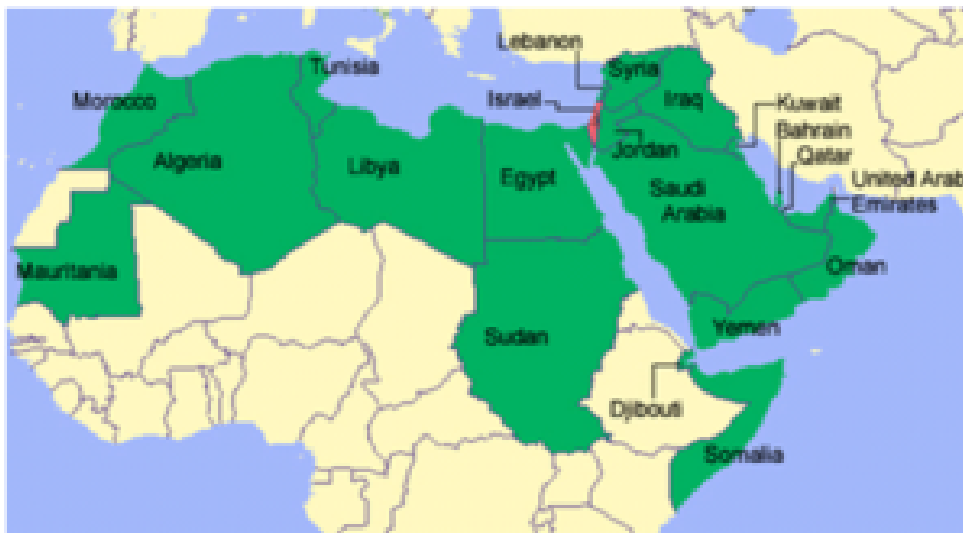 Lebanon
Tunisia
Syria
Morocco
Israel
Iraq
Kuwait
Bahrain
Jordan
Qatar
Algeria
Libya
Egypt
Saudi
Arabia
United Arab
Emirates
Mauritania
Oman
Sudan
Yemen
Djibouti
Somalia